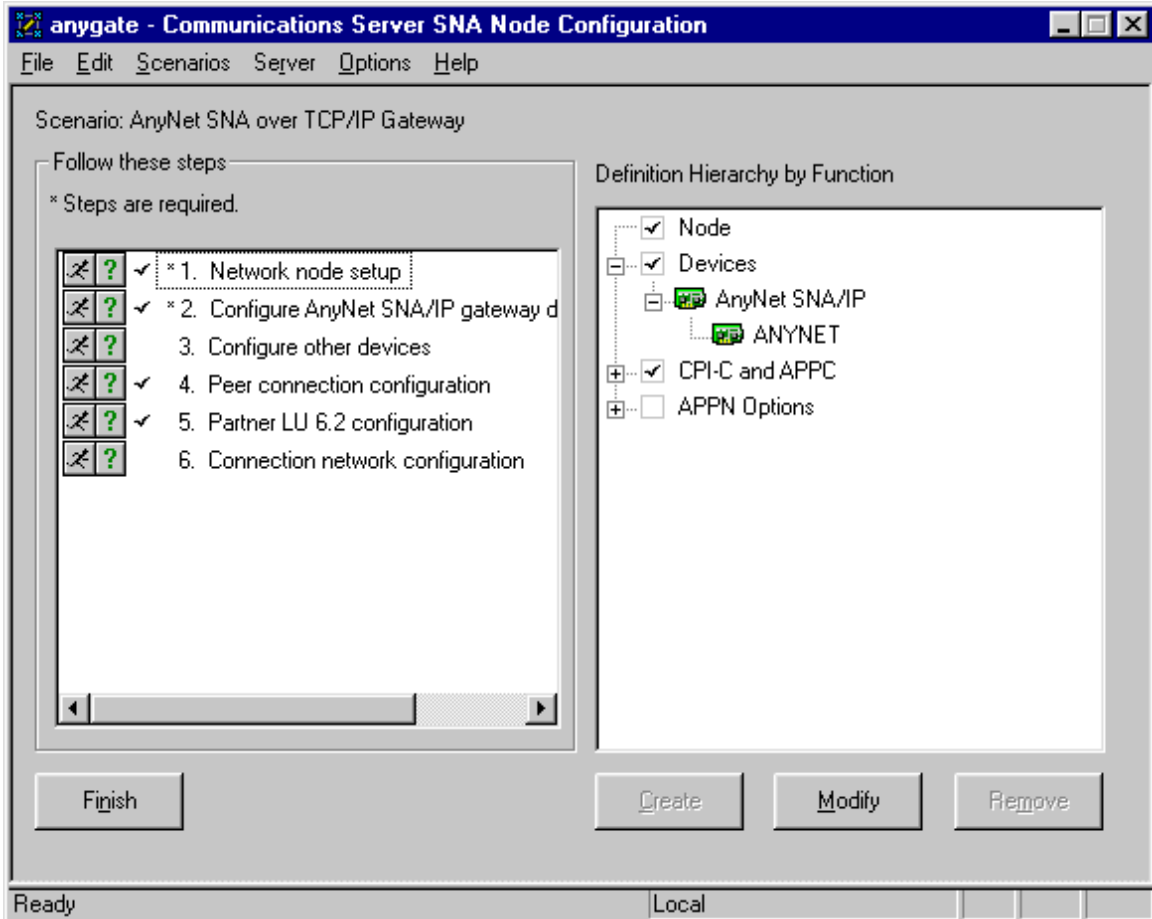 anygate - Communications Server SNA Node Configuration
File Edit Scenarios Server Options Help
Scenario: AnyNet SNA over TCP/IP Gateway
Follow these steps
* Steps are required.
* 1. Network node setup
* 2. Configure AnyNet SNA/IP gateway d
3. Configure other devices
4. Peer connection configuration
5. Partner LU 6.2 configuration
6. Connection network configuration
Finish
Definition Hierarchy by Function
Node
Devices
AnyNet SNA/IP
ANYNET
CPI-C and APPC
APPN Options
Create Modify Remove
Ready Local